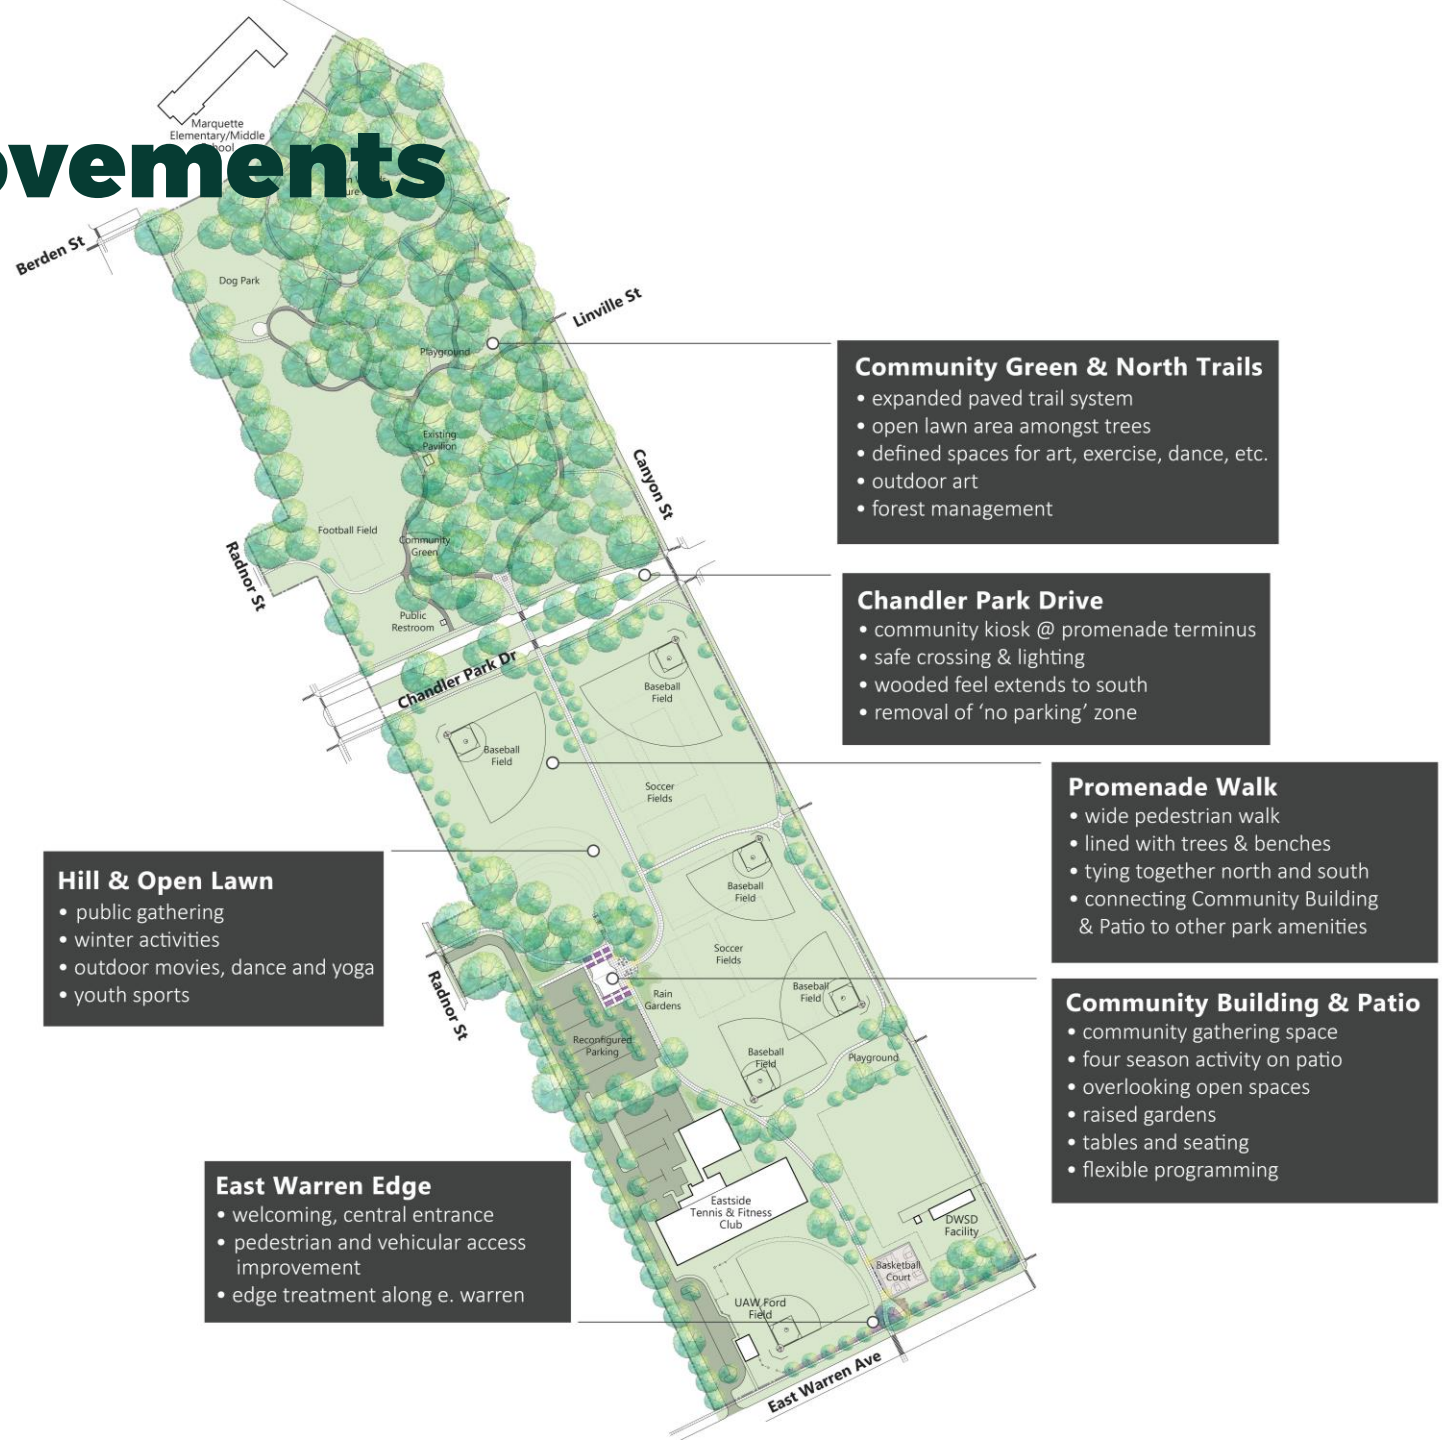 Marquette
Elementary/Middle
ovements
Berden St
Dog Park
Linville St
Playground
Existing
Pavilion
Canyon St
Football Field
Community
Green
Radnor St
Public
Restroom
Chandler Park Dr
Baseball
Field
Baseball
Field
Soccer
Fields
Baseball
Field
Soccer
Fields
Radnor St
Rain
Gardens
Baseball
Field
Reconfigured
Parking
Baseball
Field
Playground
Eastside
Tennis & Fitness
Club
DWSD
Facility
Basketball
Court
UAW Ford
Field
East Warren Ave
Community Green & North Trails
• expanded paved trail system
• open lawn area amongst trees
• defined spaces for art, exercise, dance, etc.
• outdoor art
• forest management
Chandler Park Drive
• community kiosk @ promenade terminus
• safe crossing & lighting
• wooded feel extends to south
• removal of ‘no parking’ zone
Promenade Walk
• wide pedestrian walk
• lined with trees & benches
• tying together north and south
• connecting Community Building
& Patio to other park amenities
Hill & Open Lawn
• public gathering
• winter activities
• outdoor movies, dance and yoga
• youth sports
Community Building & Patio
• community gathering space
• four season activity on patio
• overlooking open spaces
• raised gardens
• tables and seating
• flexible programming
East Warren Edge
• welcoming, central entrance
• pedestrian and vehicular access
improvement
• edge treatment along e. warren